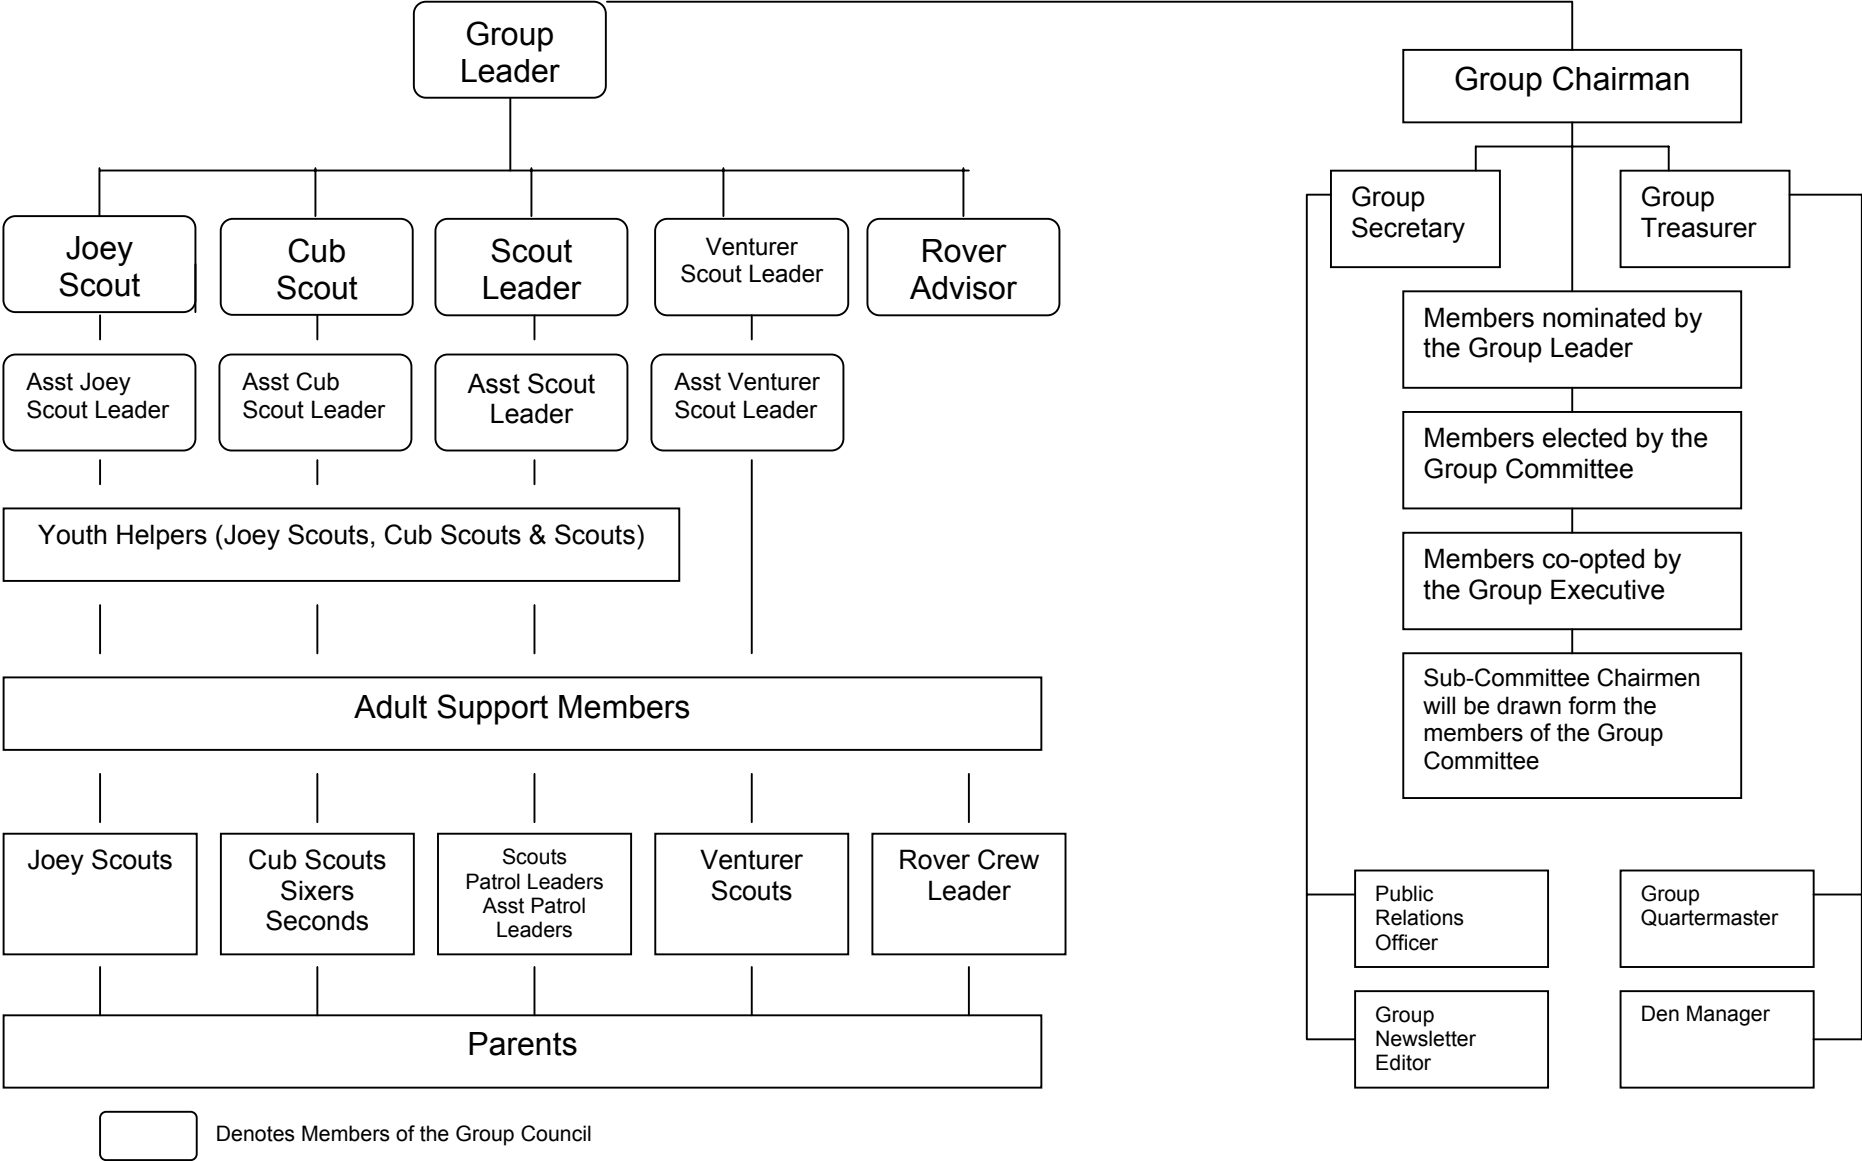 Group
Leader
Group Chairman
Group
Secretary
Group
Treasurer
Joey
Scout
Cub
Scout
Scout
Leader
Venturer
Scout Leader
Rover
Advisor
Members nominated by
the Group Leader
Asst Joey
Scout Leader
Asst Cub
Scout Leader
Asst Scout
Leader
Asst Venturer
Scout Leader
Members elected by the
Group Committee
Youth Helpers (Joey Scouts, Cub Scouts & Scouts)
Members co-opted by
the Group Executive
Adult Support Members
Sub-Committee Chairmen
will be drawn form the
members of the Group
Committee
Joey Scouts
Cub Scouts
Sixers
Seconds
Scouts
Patrol Leaders
Asst Patrol
Leaders
Venturer
Scouts
Rover Crew
Leader
Public
Relations
Officer
Group
Quartermaster
Group
Newsletter
Editor
Den Manager
Parents
Denotes Members of the Group Council